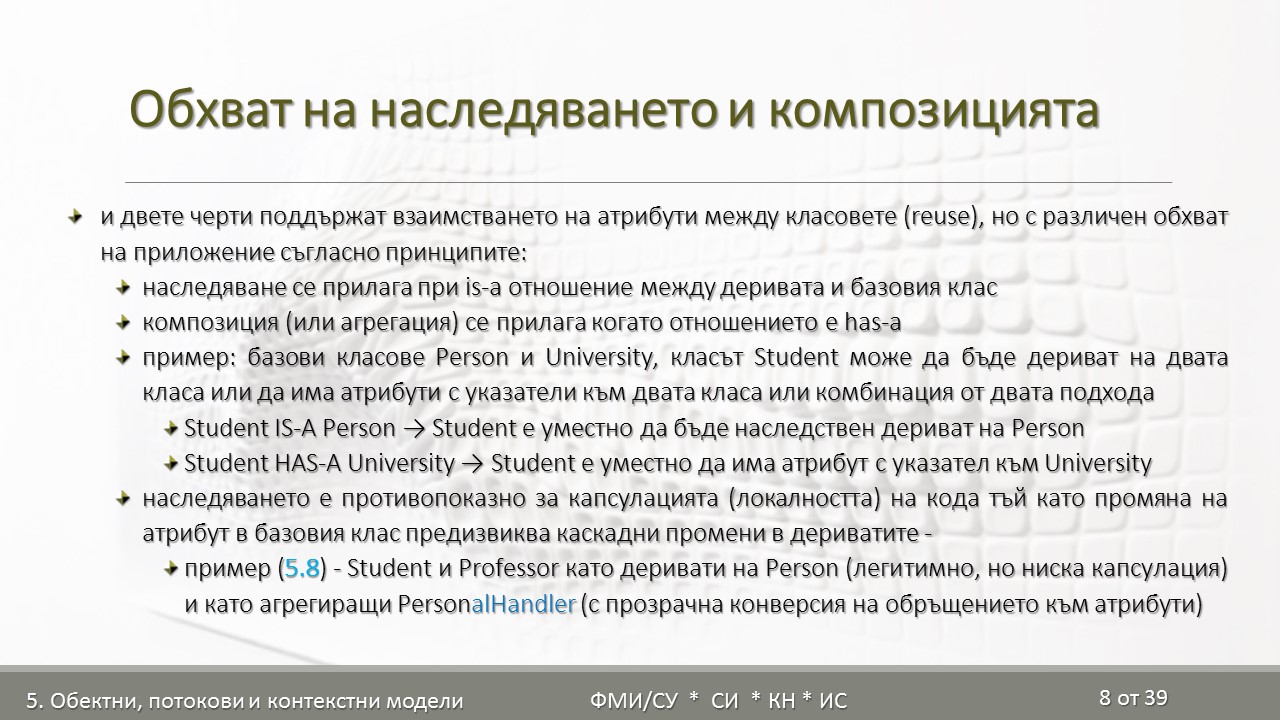 Обхват на наследяването и композицията
и двете черти поддържат взаимстването на атрибути между класовете (reuse), но с различен обхват
на приложение съгласно принципите:
наследяване се прилага при is-a отношение между деривата и базовия клас
композиция (или агрегация) се прилага когато отношението е has-a
пример: базови класове Person и University, класът Student може да бъде дериват на двата
класа или да има атрибути с указатели към двата класа или комбинация от двата подхода
Student IS-A Person → Student е уместно да бъде наследствен дериват на Person
Student HAS-A University → Student е уместно да има атрибут с указател към University
наследяването е противопоказно за капсулацията (локалността) на кода тъй като промяна на
атрибут в базовия клас предизвиква каскадни промени в дериватите -
пример (5.8) - Student и Professor като деривати на Person (легитимно, но ниска капсулация)
и като агрегиращи PersonalHandler (с прозрачна конверсия на обръщението към атрибути)
5. Обектни, потокови и контекстни модели
ФМИ/СУ * СИ * КН * ИС
8 от 39